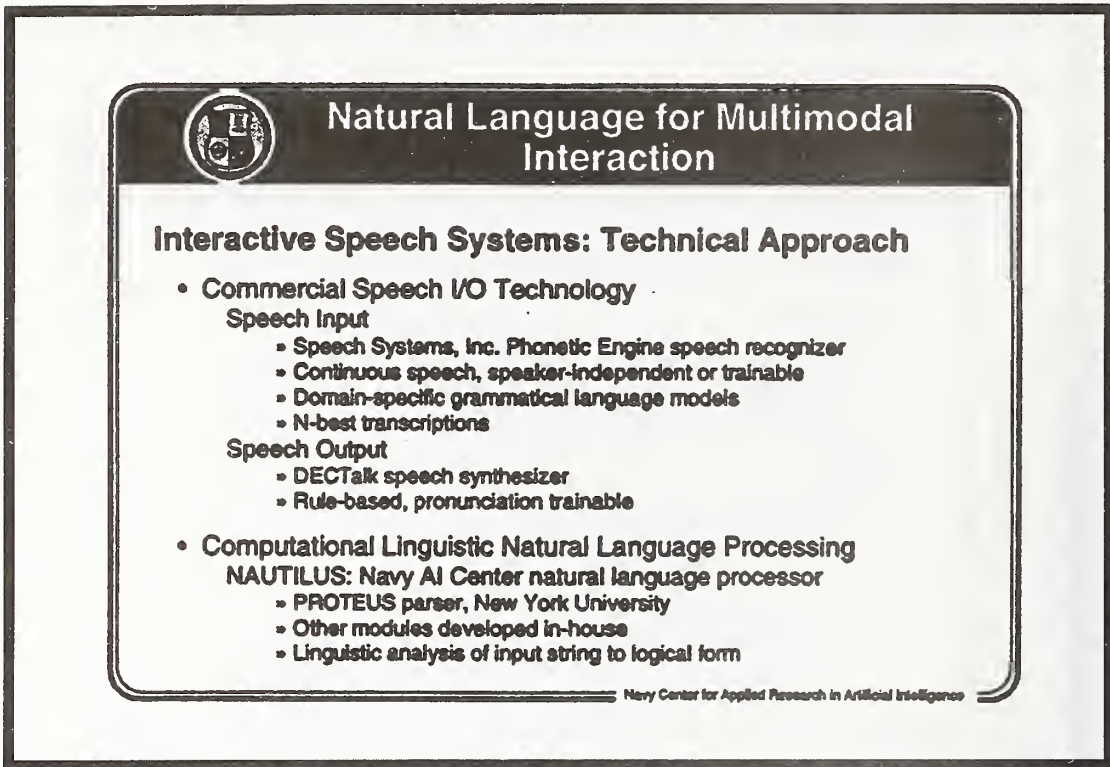 Natural Language for Multimodal
Interaction
Interactive Speech Systems: Technical Approach
• Commercial Speech I/O Technology
Speech Input
» Speech Systems, Inc. Phonetic Engine speech recognizer
» Continuous speech, speaker-independent or trainable
» Domain-specific grammatical language models
» N-best transcriptions
Speech Output
» DECTalk speech synthesizer
» Rule-based, pronunciation trainable
• Computational Linguistic Natural Language Processing
NAUTILUS: Navy AI Center natural language processor
» PROTEUS parser, New York University
» Other modules developed in-house
» Linguistic analysis of input string to logical form
Navy Center for Applied Research in Artificial Intelligence